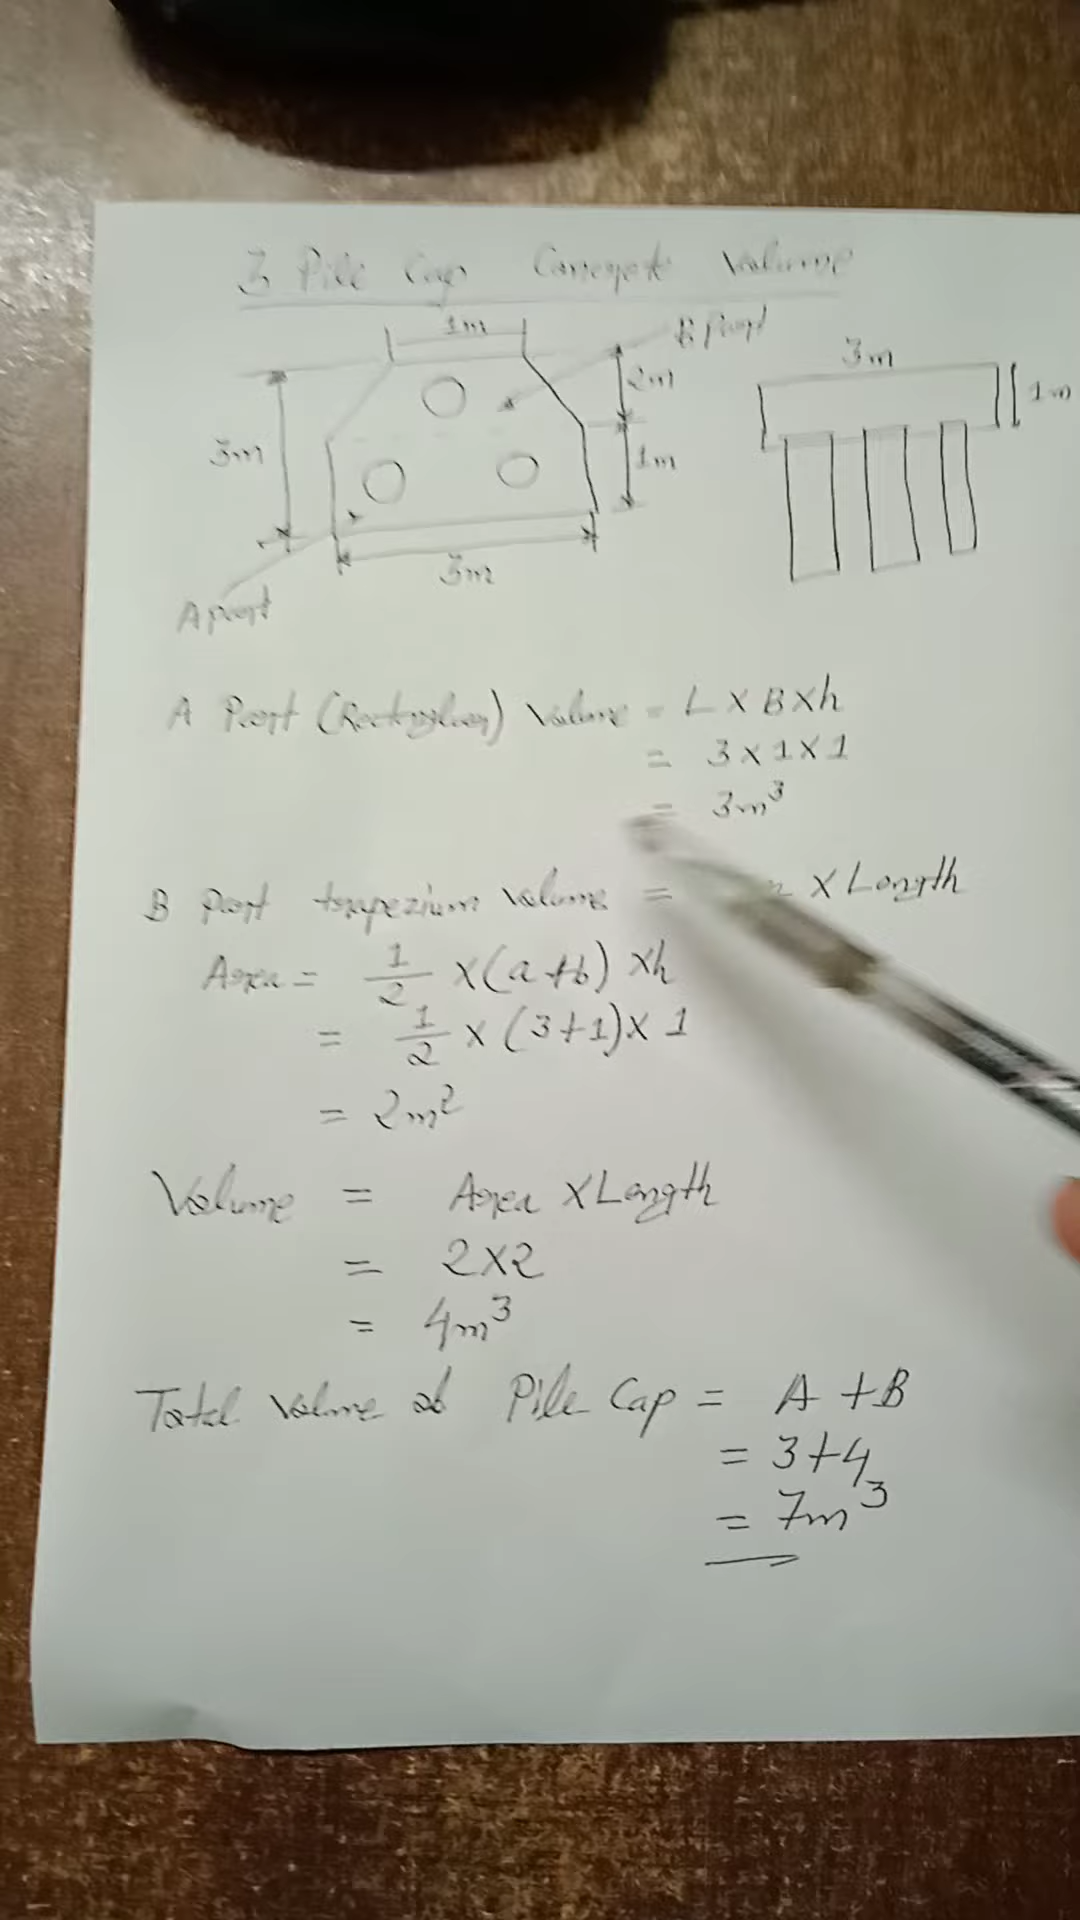 3 Pile Cap Concrete Volume
1m
B part
3m
2m
1m
3m
A part
3m
1m
A Part (Rectangular) Volume = L X B X h
= 3 X 1 X 1
= 3m³
B part trapezium Volume = X Length
Area = 1/2 X (a+b) X h
= 1/2 X (3+1) X 1
= 2m²
Volume = Area X Length
= 2X2
= 4m³
Total Volume of Pile Cap = A + B
= 3+4
= 7m³